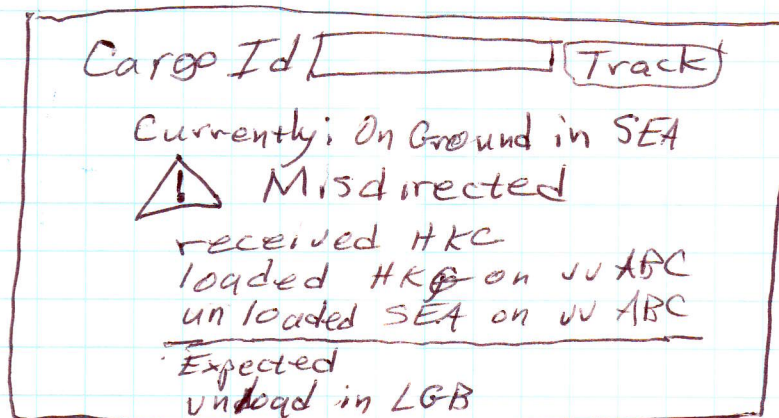 Cargo Id Track
Currently: On Ground in SEA
! Misdirected
received HKC
loaded HKG on vv ABC
unloaded SEA on vv ABC
Expected
unload in LGB